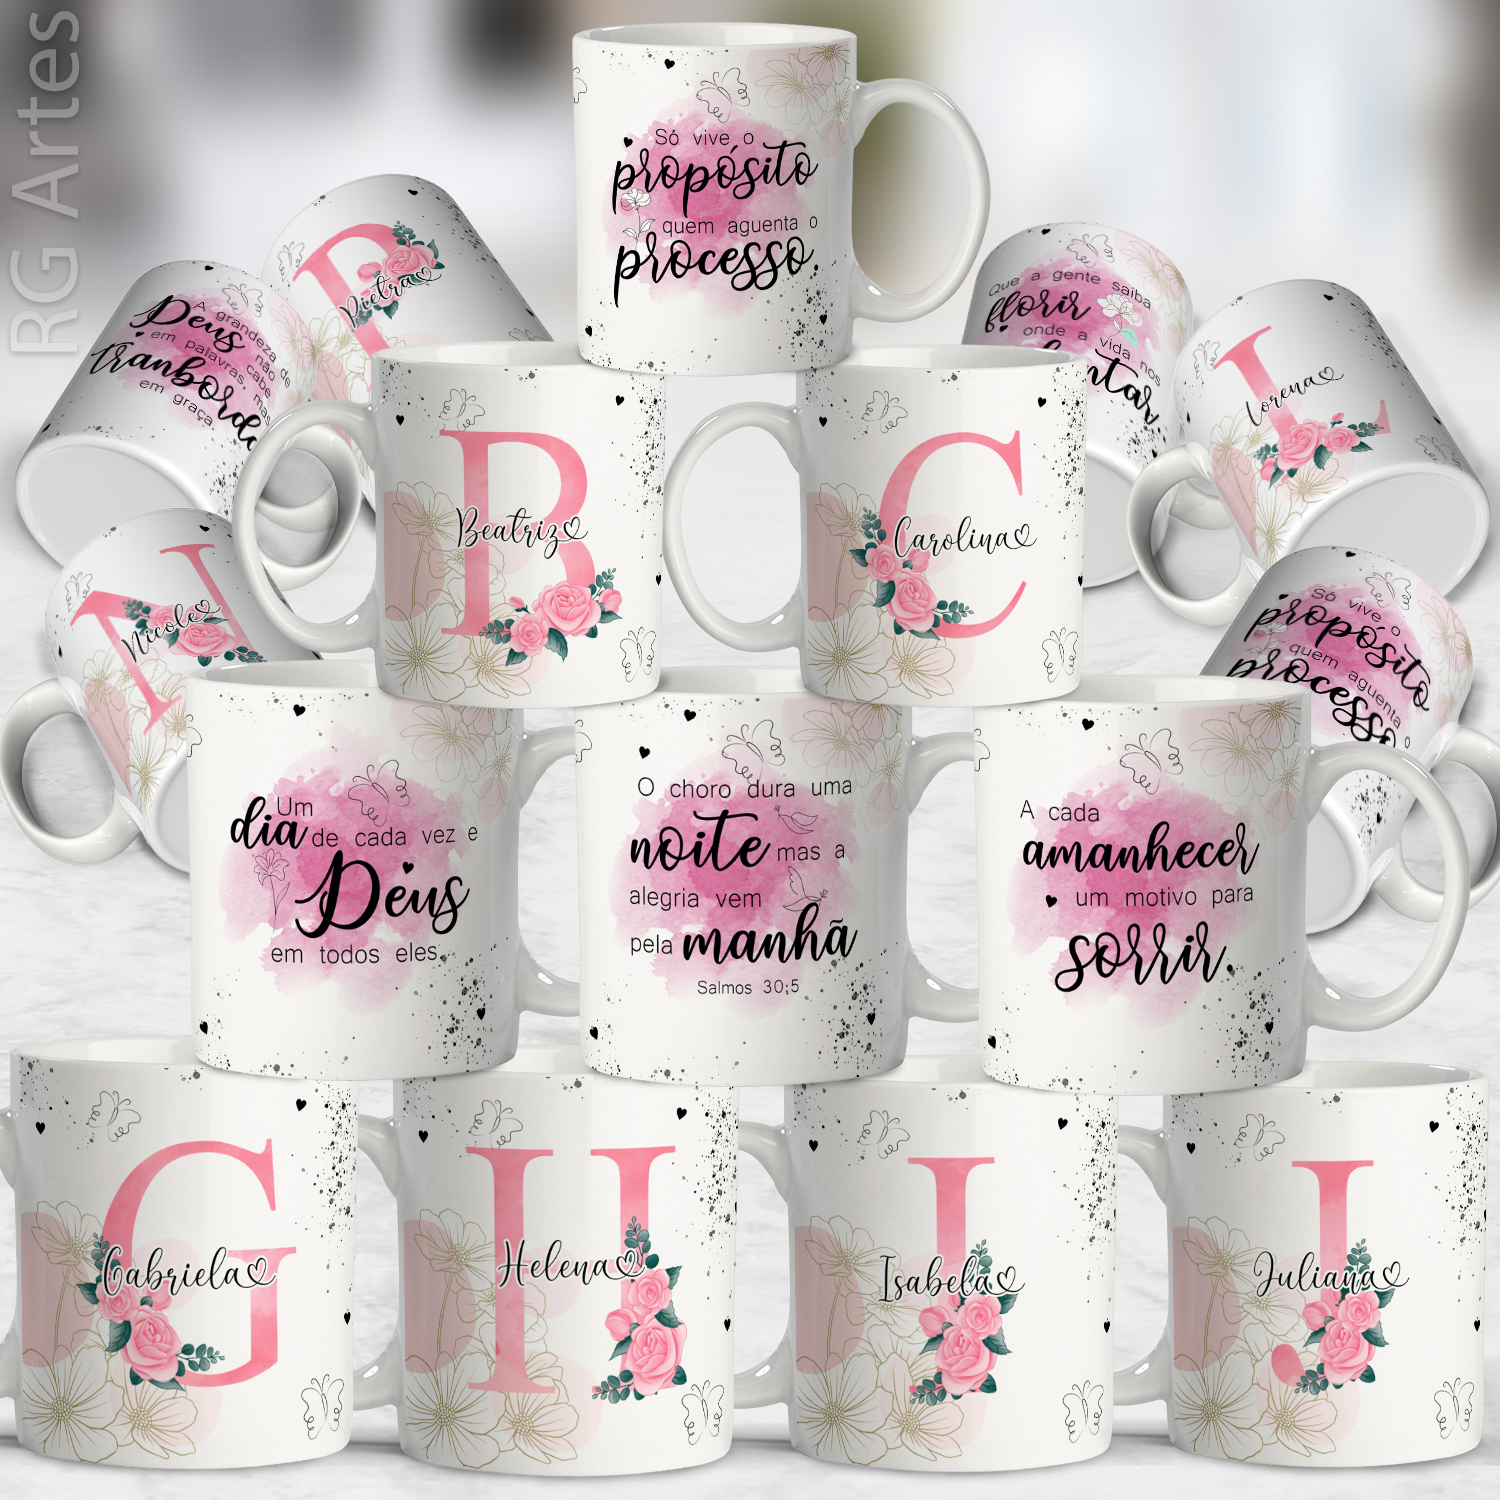 RG Artes
Só vive o
propósito
quem aguenta o
processo
P
Pietra
A grandeza
Deus não de
em palavras, cabe
mas
Tranborda
em graça
Que a gente saiba
florir
onde a vida
nos
L
Lorena
B
Beatriz
C
Carolina
N
Nicole
Só vive o
propósito
quem aguenta o
processo
Um
dia de cada vez e
Deus
em todos eles.
O choro dura uma
noite mas a
alegria vem
pela manhã
Salmos 30;5
A cada
amanhecer
um motivo para
sorrir.
G
Gabriela
H
Helena
I
Isabela
J
Juliana